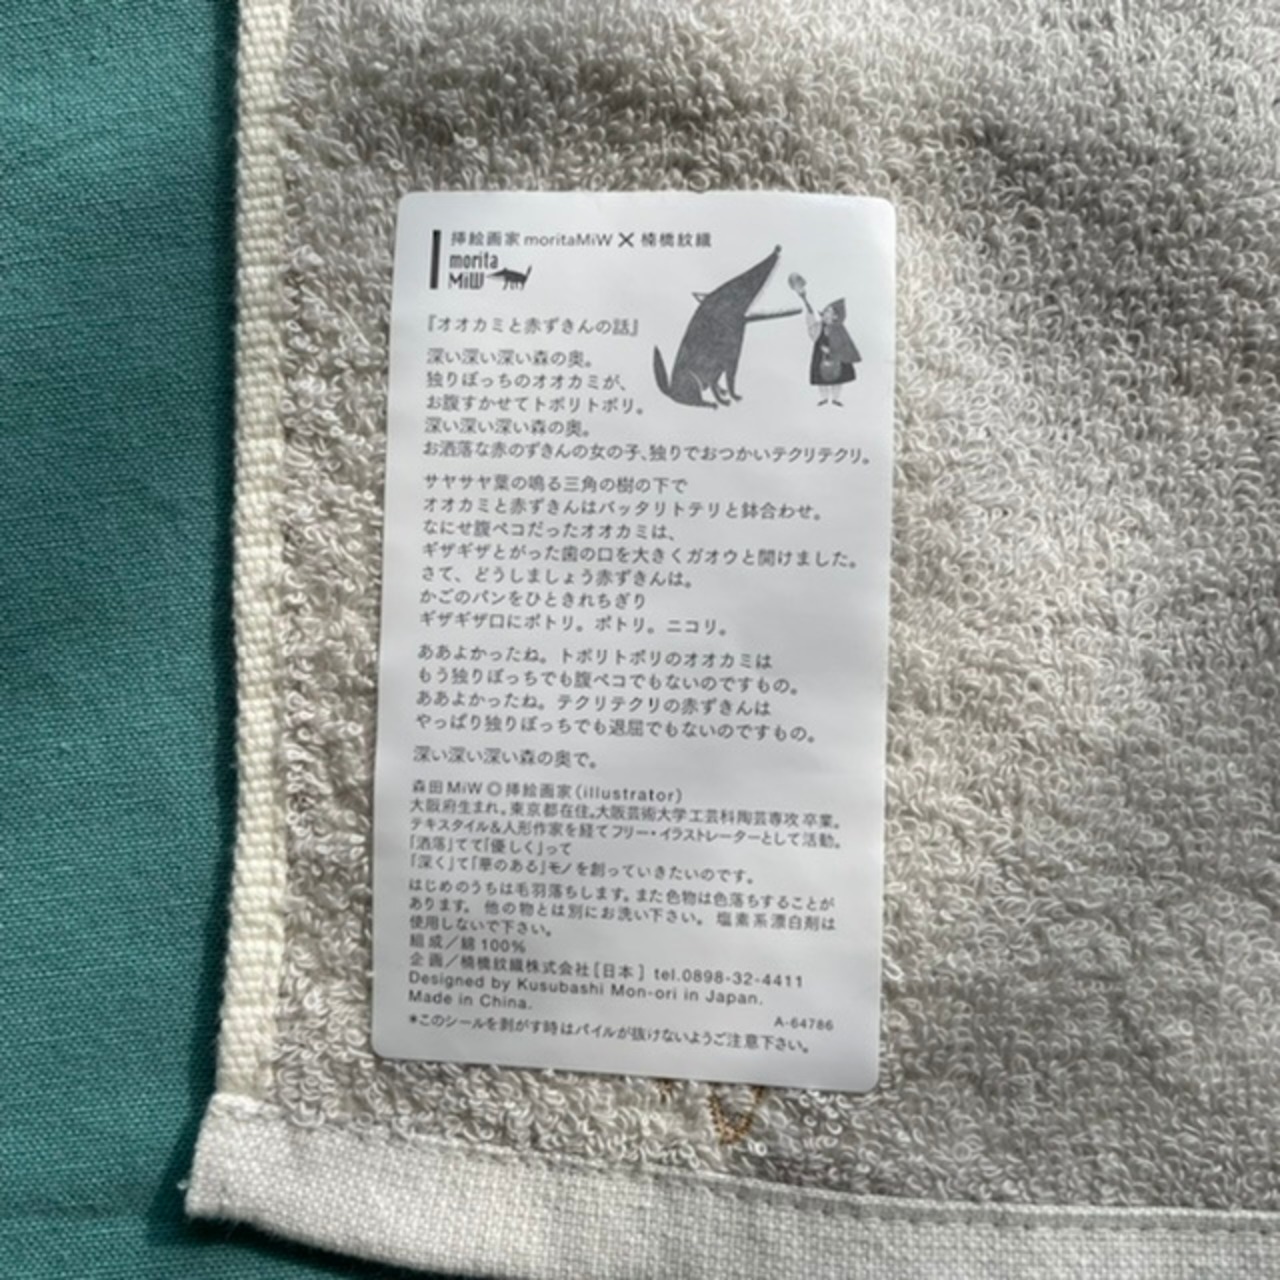 挿絵画家moritaMiW✕楠橋紋織
morita
MiW
『オオカミと赤ずきんの話』
深い深い深い森の奥。
独りぼっちのオオカミが、
お腹すかせてトボリトボリ。
深い深い深い森の奥。
お洒落な赤のずきんの女の子、独りでおつかいテクリテクリ。
サヤサヤ葉の鳴る三角の樹の下で
オオカミと赤ずきんはバッタリトテリと鉢合わせ。
なにせ腹ペコだったオオカミは、
ギザギザとがった歯の口を大きくガオウと開けました。
さて、どうしましょう赤ずきんは。
かごのパンをひときれちぎり
ギザギザ口にポトリ。ポトリ。ニコリ。
ああよかったね。トボリトボリのオオカミは
もう独りぼっちでも腹ペコでもないのですもの。
ああよかったね。テクリテクリの赤ずきんは
やっぱり独りぼっちでも退屈でもないのですもの。
深い深い深い森の奥で。
森田MiW◎挿絵画家(illustrator)
大阪府生まれ。東京都在住。大阪芸術大学工芸科陶芸専攻卒業。
テキスタイル&人形作家を経てフリー・イラストレーターとして活動。
「洒落」てて「優しく」って
「深く」て「華のある」モノを創っていきたいのです。
はじめのうちは毛羽落ちします。また色物は色落ちすることが
あります。他の物とは別にお洗い下さい。塩素系漂白剤は
使用しないで下さい。
組成／綿100%
企画／楠橋紋織株式会社[日本] tel.0898-32-4411
Designed by Kusubashi Mon-ori in Japan.
Made in China.
A-64786
*このシールを剥がす時はパイルが抜けないようご注意下さい。